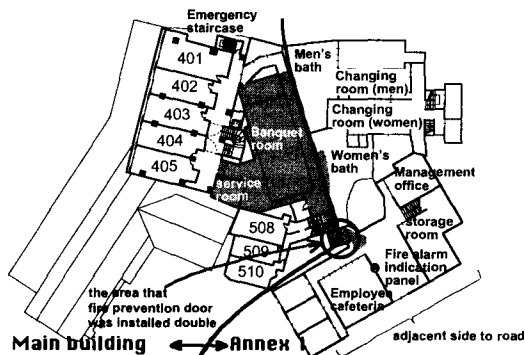 Emergency
staircase
401
402
403
404
405
Men's
bath
Changing
room (men)
Changing
room (women)
Banquet
room
Women's
bath
Management
office
service
room
storage
room
508
509
510
Fire alarm
indication
panel
the area that
fire prevention door
was installed double
Employee
cafeteria
Main building
Annex I
adjacent side to road